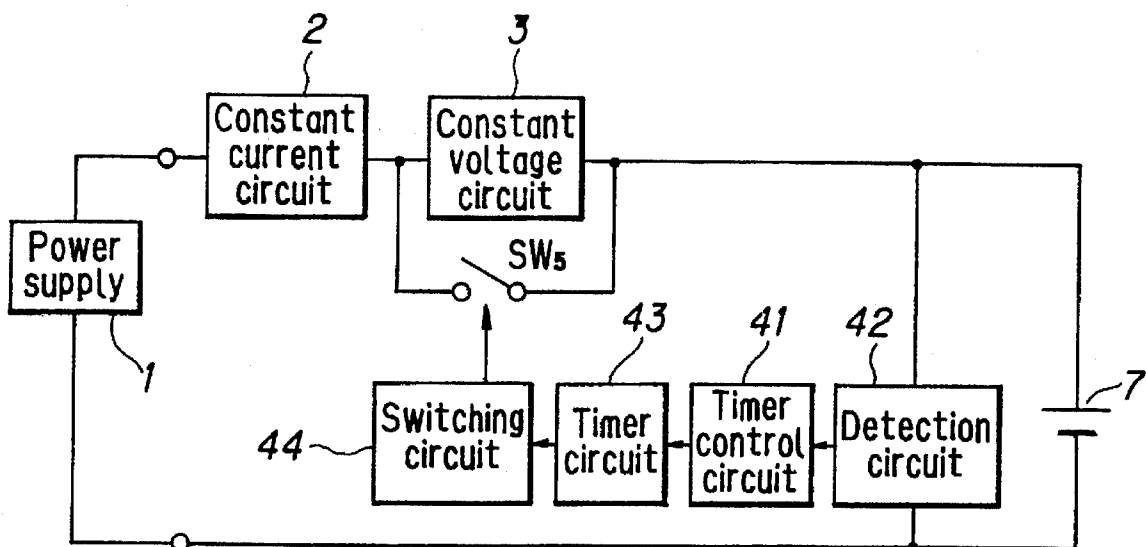 2
3
Constant
current
circuit
Constant
voltage
circuit
Power
supply
SW5
1
43
41
42
7
44
Switching
circuit
Timer
circuit
Timer
control
circuit
Detection
circuit